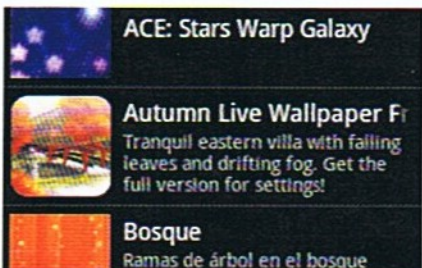 ACE: Stars Warp Galaxy
Autumn Live Wallpaper Fr
Tranquil eastern villa with falling
leaves and drifting fog. Get the
full version for settings!
Bosque
Ramas de árbol en el bosque